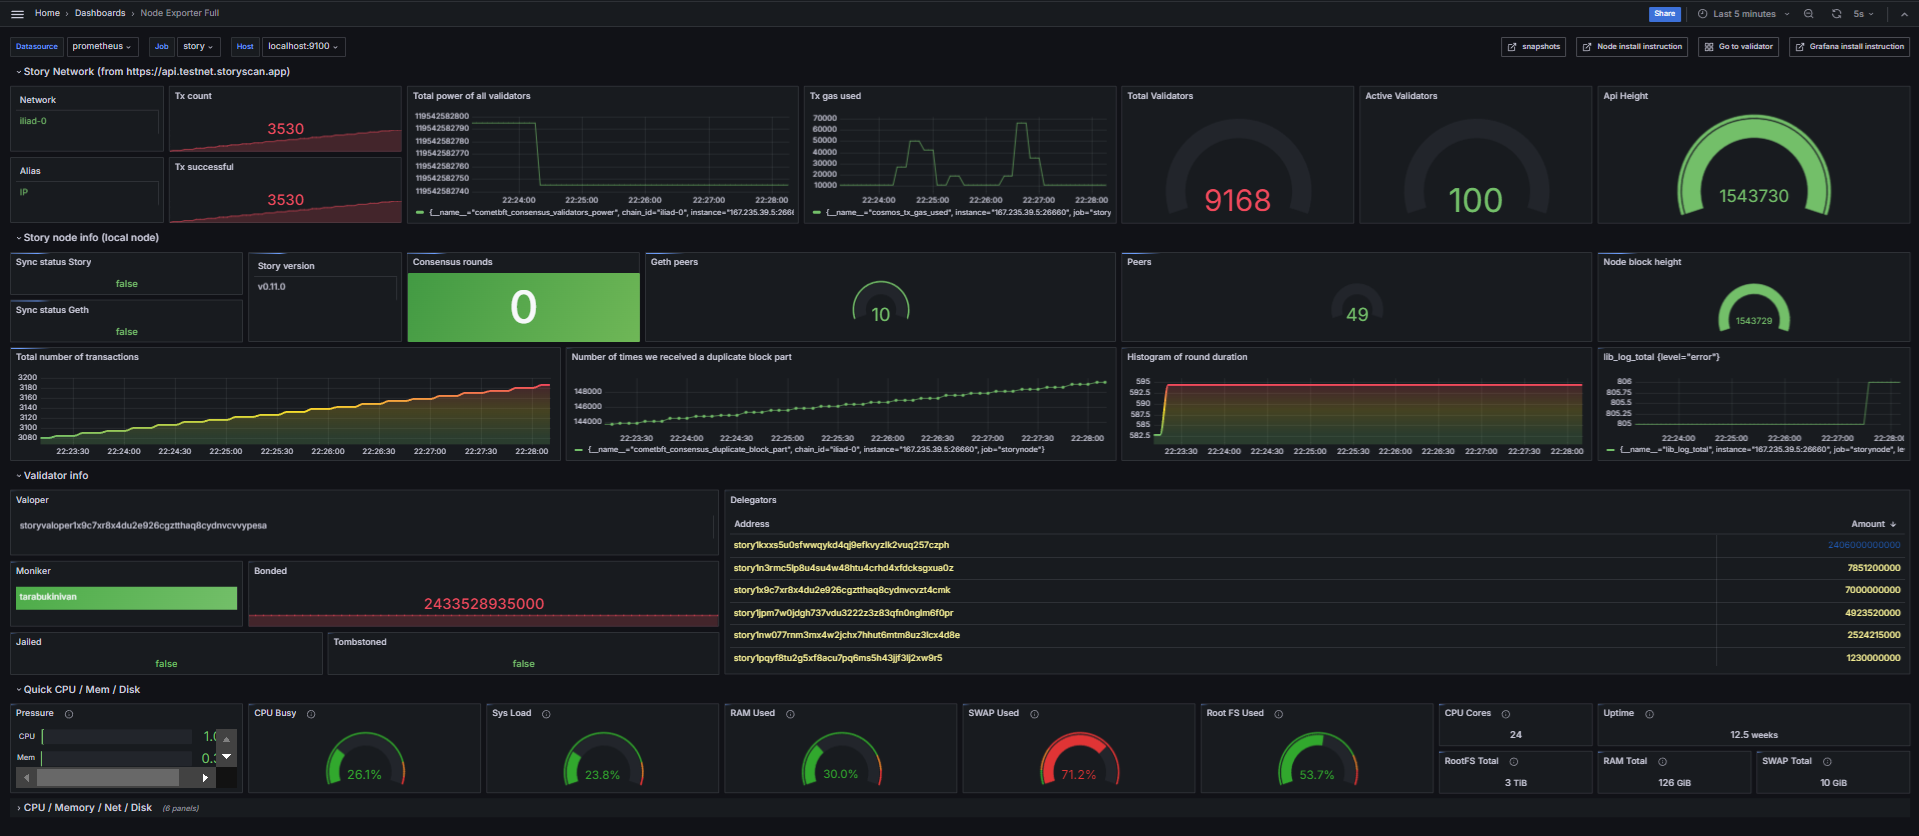 Home › Dashboards › Node Exporter Full
Share
Last 5 minutes
5s
Datasource prometheus Job story Host localhost:9100
snapshots Node install instruction Go to validator Grafana install instruction
Story Network (from https://api.testnet.storyscan.app)
Network
iliad-0
Alias
IP
Tx count
3530
Tx successful
3530
Total power of all validators
119542582800
119542582790
119542582780
119542582770
119542582760
119542582750
119542582740
22:24:00 22:25:00 22:26:00 22:27:00 22:28:00
{__name__="cometbft_consensus_validators_power", chain_id="iliad-0", instance="167.235.39.5:2666
Tx gas used
70000
60000
50000
40000
30000
20000
10000
22:24:00 22:25:00 22:26:00 22:27:00 22:28:00
{__name__="cosmos_tx_gas_used", instance="167.235.39.5:26660", job="story
Total Validators
9168
Active Validators
100
Api Height
1543730
Story node info (local node)
Sync status Story
false
Sync status Geth
false
Story version
v0.11.0
Consensus rounds
0
Geth peers
10
Peers
49
Node block height
1543729
Total number of transactions
3200
3180
3160
3140
3120
3100
3080
22:23:30 22:24:00 22:24:30 22:25:00 22:25:30 22:26:00 22:26:30 22:27:00 22:27:30 22:28:00
Number of times we received a duplicate block part
148000
146000
144000
22:23:30 22:24:00 22:24:30 22:25:00 22:25:30 22:26:00 22:26:30 22:27:00 22:27:30 22:28:00
{__name__="cometbft_consensus_duplicate_block_part", chain_id="iliad-0", instance="167.235.39.5:26660", job="storynode"}
Histogram of round duration
595
592.5
590
587.5
585
582.5
22:23:30 22:24:00 22:24:30 22:25:00 22:25:30 22:26:00 22:26:30 22:27:00 22:27:30 22:28:00
lib_log_total {level="error"}
806
805.75
805.5
805.25
805
22:24:00 22:25:00 22:26:00 22:27:00 22:28:0
{__name__="lib_log_total", instance="167.235.39.5:26660", job="storynode", le
Validator info
Valoper
storyvaloper1x9c7xr8x4du2e926cgztthaq8cydnvcvvypesa
Moniker
tarabukinivan
Bonded
2433528935000
Jailed
false
Tombstoned
false
Delegators
Address Amount
story1kxxs5u0sfwwqykd4qj9efkvyzlk2vuq257czph 2406000000000
story1n3rmc5lp8u4su4w48htu4crhd4xfdcksgxua0z 7851200000
story1x9c7xr8x4du2e926cgztthaq8cydnvcvzt4cmk 7000000000
story1jpm7w0jdgh737vdu3222z3z83qfn0nglm6f0pr 4923520000
story1nw077rnm3mx4w2jchx7hhut6mtm8uz3lcx4d8e 2524215000
story1pqyf8tu2g5xf8acu7pq6ms5h43jjf3lj2xw9r5 1230000000
Quick CPU / Mem / Disk
Pressure
CPU 1.0
Mem 0.
CPU Busy
26.1%
Sys Load
23.8%
RAM Used
30.0%
SWAP Used
71.2%
Root FS Used
53.7%
CPU Cores
24
Uptime
12.5 weeks
RootFS Total
3 TiB
RAM Total
126 GiB
SWAP Total
10 GiB
CPU / Memory / Net / Disk (6 panels)